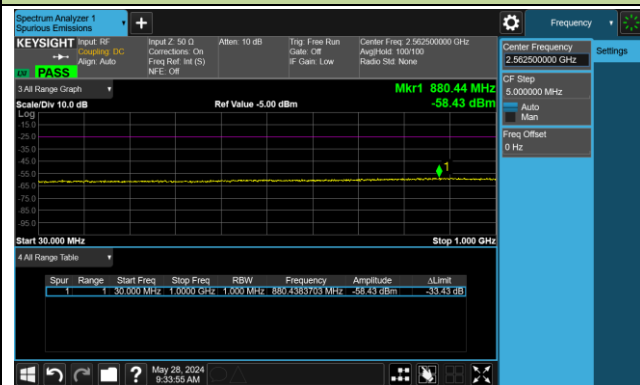 Spectrum Analyzer 1
Spurious Emissions
Frequency
KEYSIGHT Input: RF Input Z: 50 Ω Atten: 10 dB Trig: Free Run Center Freq: 2.562500000 GHz
Coupling: DC Corrections: On Gate: Off Avg|Hold: 100/100
Align: Auto Freq Ref: Int (S) IF Gain: Low Radio Std: None
NFE: Off
PASS
Center Frequency
2.562500000 GHz
Settings
CF Step
5.000000 MHz
Auto
Man
Freq Offset
0 Hz
3 All Range Graph
Mkr1 880.44 MHz
Scale/Div 10.0 dB Ref Value -5.00 dBm -58.43 dBm
Log
-15.0
-25.0
-35.0
-45.0
-55.0
-65.0
-75.0
-85.0
-95.0
1
Start 30.000 MHz Stop 1.000 GHz
4 All Range Table
Spur Range Start Freq Stop Freq RBW Frequency Amplitude ΔLimit
1 1 30.000 MHz 1.0000 GHz 1.000 MHz 880.4383703 MHz -58.43 dBm -33.43 dB
?
May 28, 2024
9:33:55 AM